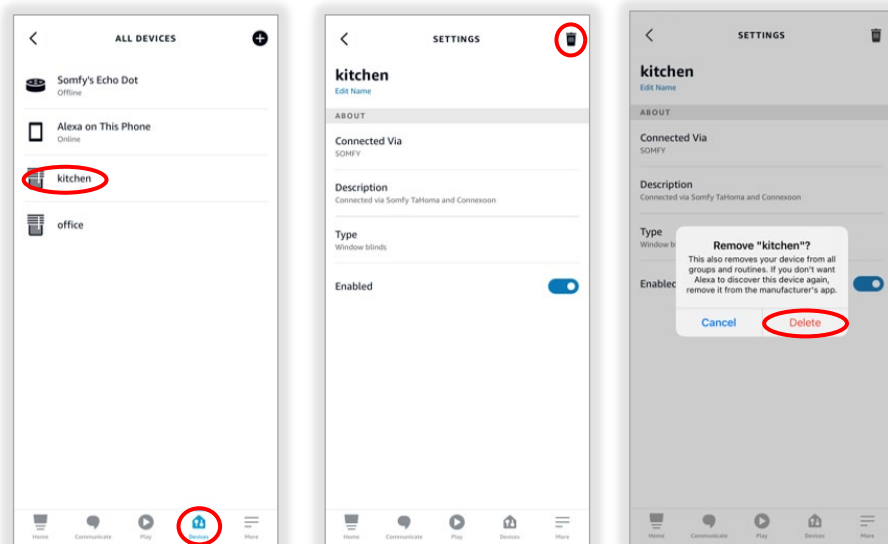 ALL DEVICES
Somfy's Echo Dot
Offline
Alexa on This Phone
Online
kitchen
office
Home Communicate Play Devices More
SETTINGS
kitchen
Edit Name
ABOUT
Connected Via
SOMFY
Description
Connected via Somfy TaHoma and Connexoon
Type
Window blinds
Enabled
Home Communicate Play Devices More
SETTINGS
kitchen
Edit Name
ABOUT
Connected Via
SOMFY
Description
Connected via Somfy TaHoma and Connexoon
Type
Window b
Enabled
Remove "kitchen"?
This also removes your device from all
groups and routines. If you don't want
Alexa to discover this device again,
remove it from the manufacturer's app.
Cancel Delete
Home Communicate Play Devices More